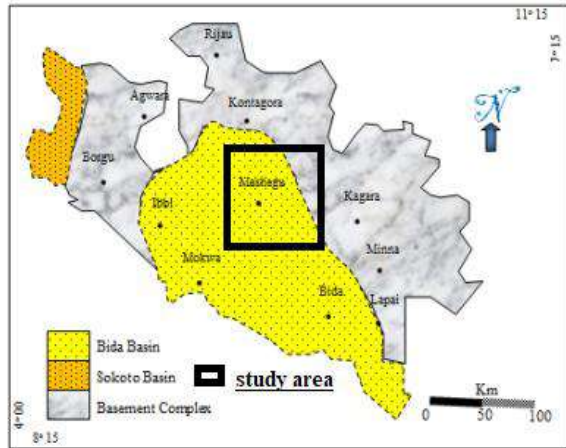 11° 15
7° 15
Rijau
Agwara
Kontagora
Borgu
Mashegu
Ibbi
Kagara
Mokwa
Minna
Bida
Lapai
Bida Basin
Sokoto Basin
Basement Complex
study area
Km
0 50 100
4° 00
8° 15